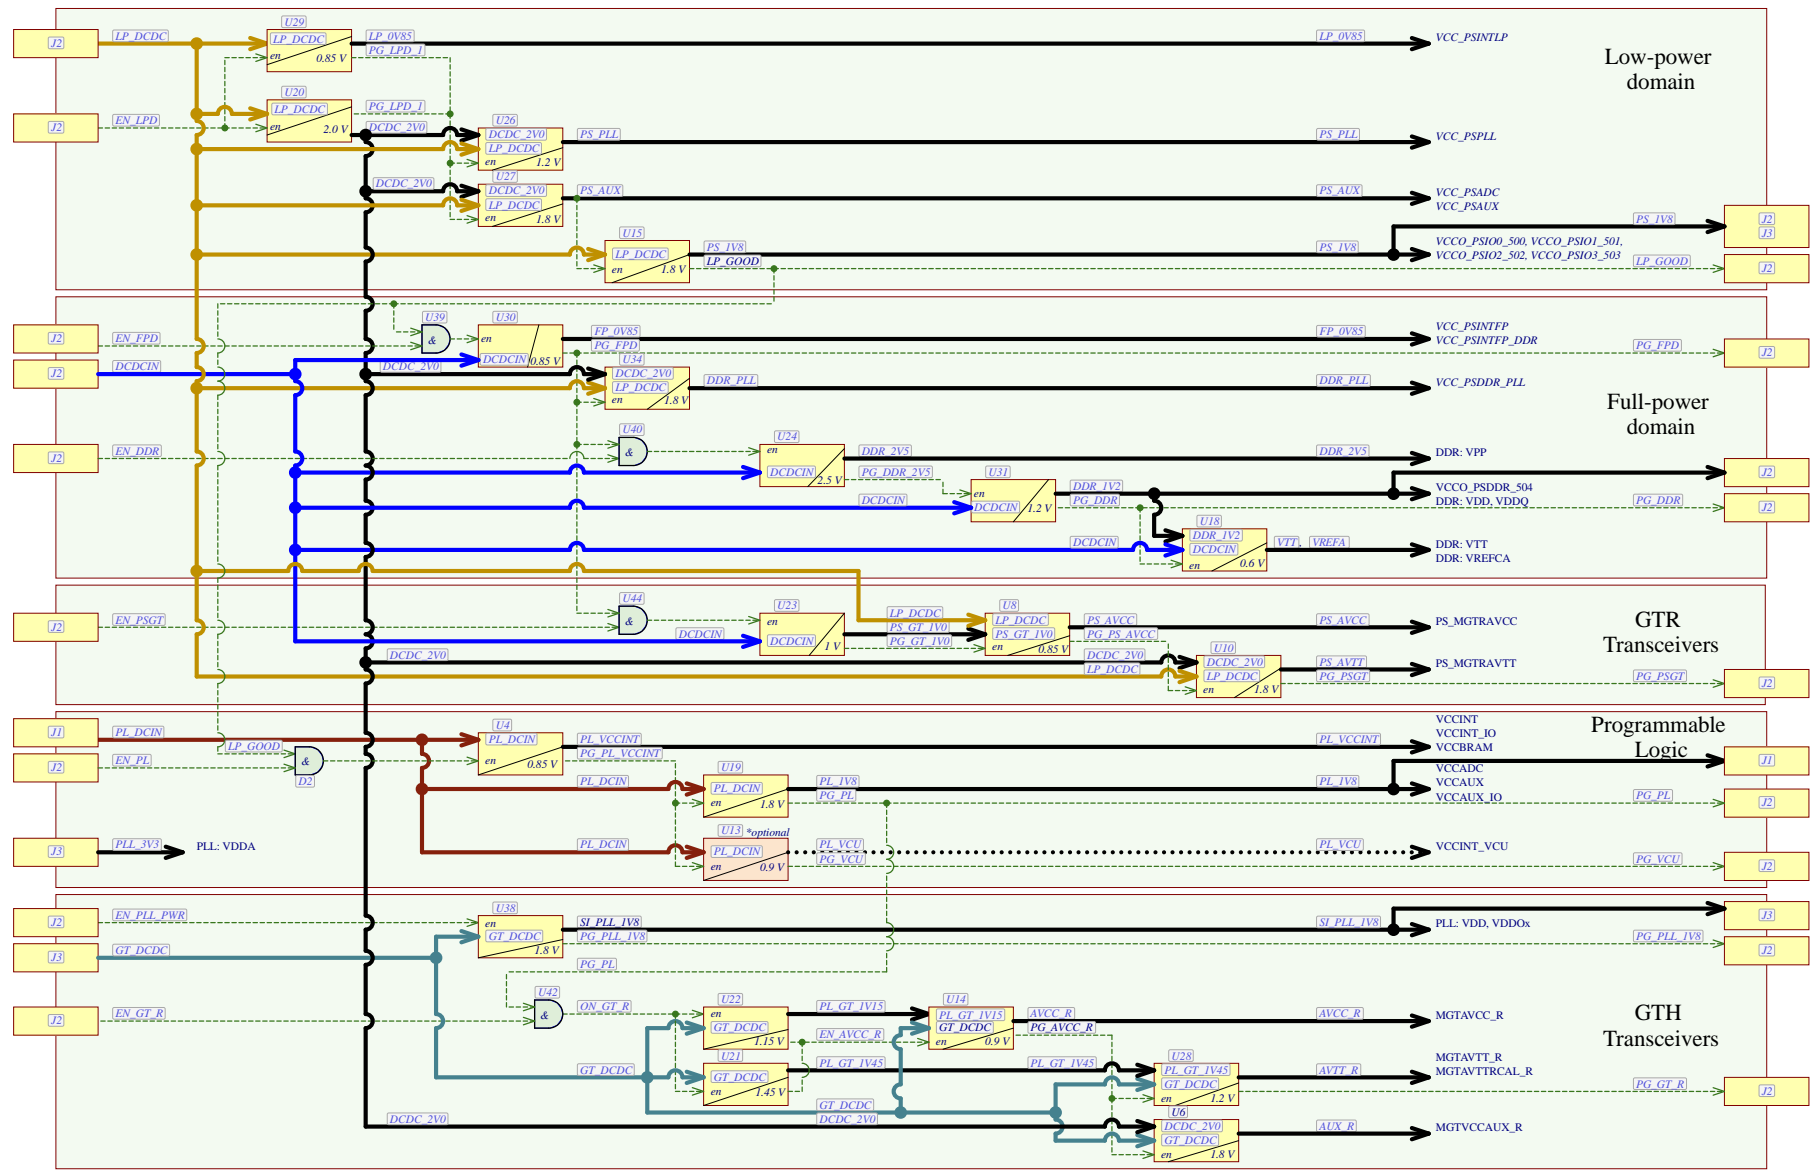 J2
LP_DCDC
U29
LP_DCDC
en
0.85 V
LP_0V85
PG_LPD_1
LP_0V85
VCC_PSINTLP
Low-power
domain
J2
EN_LPD
U20
LP_DCDC
en
2.0 V
PG_LPD_1
DCDC_2V0
U26
DCDC_2V0
LP_DCDC
en
1.2 V
PS_PLL
PS_PLL
VCC_PSPLL
DCDC_2V0
U27
DCDC_2V0
LP_DCDC
en
1.8 V
PS_AUX
PS_AUX
VCC_PSADC
VCC_PSAUX
U15
LP_DCDC
en
1.8 V
PS_1V8
LP_GOOD
PS_1V8
VCCO_PSIO0_500, VCCO_PSIO1_501,
VCCO_PSIO2_502, VCCO_PSIO3_503
PS_1V8
J2
J3
LP_GOOD
J2
J2
EN_FPD
U39
&
U30
en
DCDCIN
0.85 V
FP_0V85
PG_FPD
FP_0V85
VCC_PSINTFP
VCC_PSINTFP_DDR
PG_FPD
J2
J2
DCDCIN
DCDC_2V0
U34
DCDC_2V0
LP_DCDC
en
1.8 V
DDR_PLL
DDR_PLL
VCC_PSDDR_PLL
Full-power
domain
J2
EN_DDR
U40
&
U24
en
DCDCIN
2.5 V
DDR_2V5
PG_DDR_2V5
DDR_2V5
DDR: VPP
J2
DCDCIN
U31
en
DCDCIN
1.2 V
DDR_1V2
PG_DDR
VCCO_PSDDR_504
DDR: VDD, VDDQ
PG_DDR
J2
DCDCIN
U18
DDR_1V2
DCDCIN
en
0.6 V
VTT, VREFA
DDR: VTT
DDR: VREFCA
J2
EN_PSGT
U44
&
DCDCIN
U23
en
DCDCIN
1 V
LP_DCDC
PS_GT_1V0
PG_GT_1V0
U8
LP_DCDC
PS_GT_1V0
en
0.85 V
PS_AVCC
PG_PS_AVCC
PS_AVCC
PS_MGTRAVCC
GTR
Transceivers
DCDC_2V0
DCDC_2V0
LP_DCDC
U10
DCDC_2V0
LP_DCDC
en
1.8 V
PS_AVTT
PG_PSGT
PS_MGTRAVTT
PG_PSGT
J2
J1
PL_DCIN
J2
EN_PL
LP_GOOD
&
D2
U4
PL_DCIN
en
0.85 V
PL_VCCINT
PG_PL_VCCINT
PL_VCCINT
VCCINT
VCCINT_IO
VCCBRAM
Programmable
Logic
PL_DCIN
U19
PL_DCIN
en
1.8 V
PL_1V8
PG_PL
PL_1V8
VCCADC
VCCAUX
VCCAUX_IO
J1
PG_PL
J2
J3
PLL_3V3
PLL: VDDA
PL_DCIN
U13 *optional
PL_DCIN
en
0.9 V
PL_VCU
PG_VCU
PL_VCU
VCCINT_VCU
PG_VCU
J2
J2
EN_PLL_PWR
J3
GT_DCDC
U38
en
GT_DCDC
1.8 V
SI_PLL_1V8
PG_PLL_1V8
SI_PLL_1V8
PLL: VDD, VDDOx
J3
PG_PLL_1V8
J2
PG_PL
J2
EN_GT_R
U42
&
ON_GT_R
U22
en
GT_DCDC
1.15 V
PL_GT_1V15
EN_AVCC_R
U14
PL_GT_1V15
GT_DCDC
en
0.9 V
AVCC_R
PG_AVCC_R
AVCC_R
MGTAVCC_R
GTH
Transceivers
GT_DCDC
U21
GT_DCDC
en
1.45 V
PL_GT_1V45
PL_GT_1V45
U28
PL_GT_1V45
GT_DCDC
en
1.2 V
AVTT_R
MGTAVTT_R
MGTAVTTRCAL_R
PG_GT_R
J2
DCDC_2V0
GT_DCDC
DCDC_2V0
U6
DCDC_2V0
GT_DCDC
en
1.8 V
AUX_R
MGTVCCAUX_R